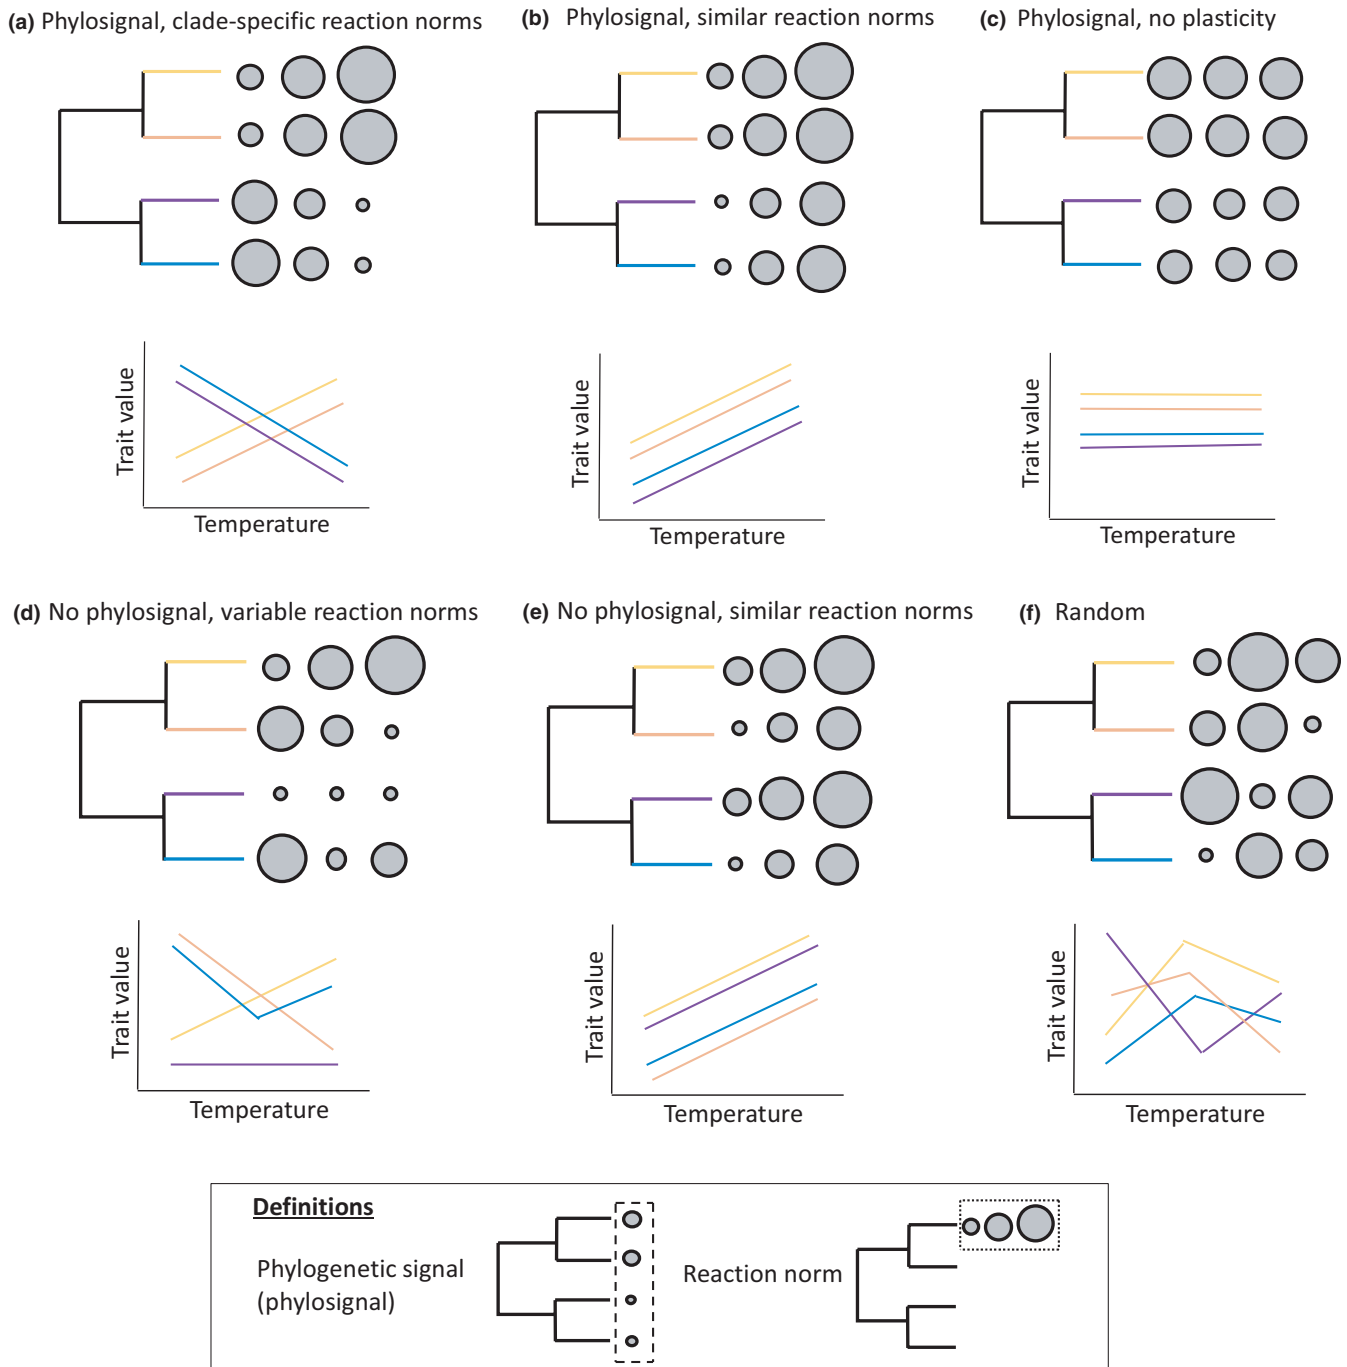 (a) Phylosignal, clade-specific reaction norms
(b) Phylosignal, similar reaction norms
(c) Phylosignal, no plasticity
Trait value
Temperature
Trait value
Temperature
Trait value
Temperature
(d) No phylosignal, variable reaction norms
(e) No phylosignal, similar reaction norms
(f) Random
Trait value
Temperature
Trait value
Temperature
Trait value
Temperature
Definitions
Phylogenetic signal
(phylosignal)
Reaction norm